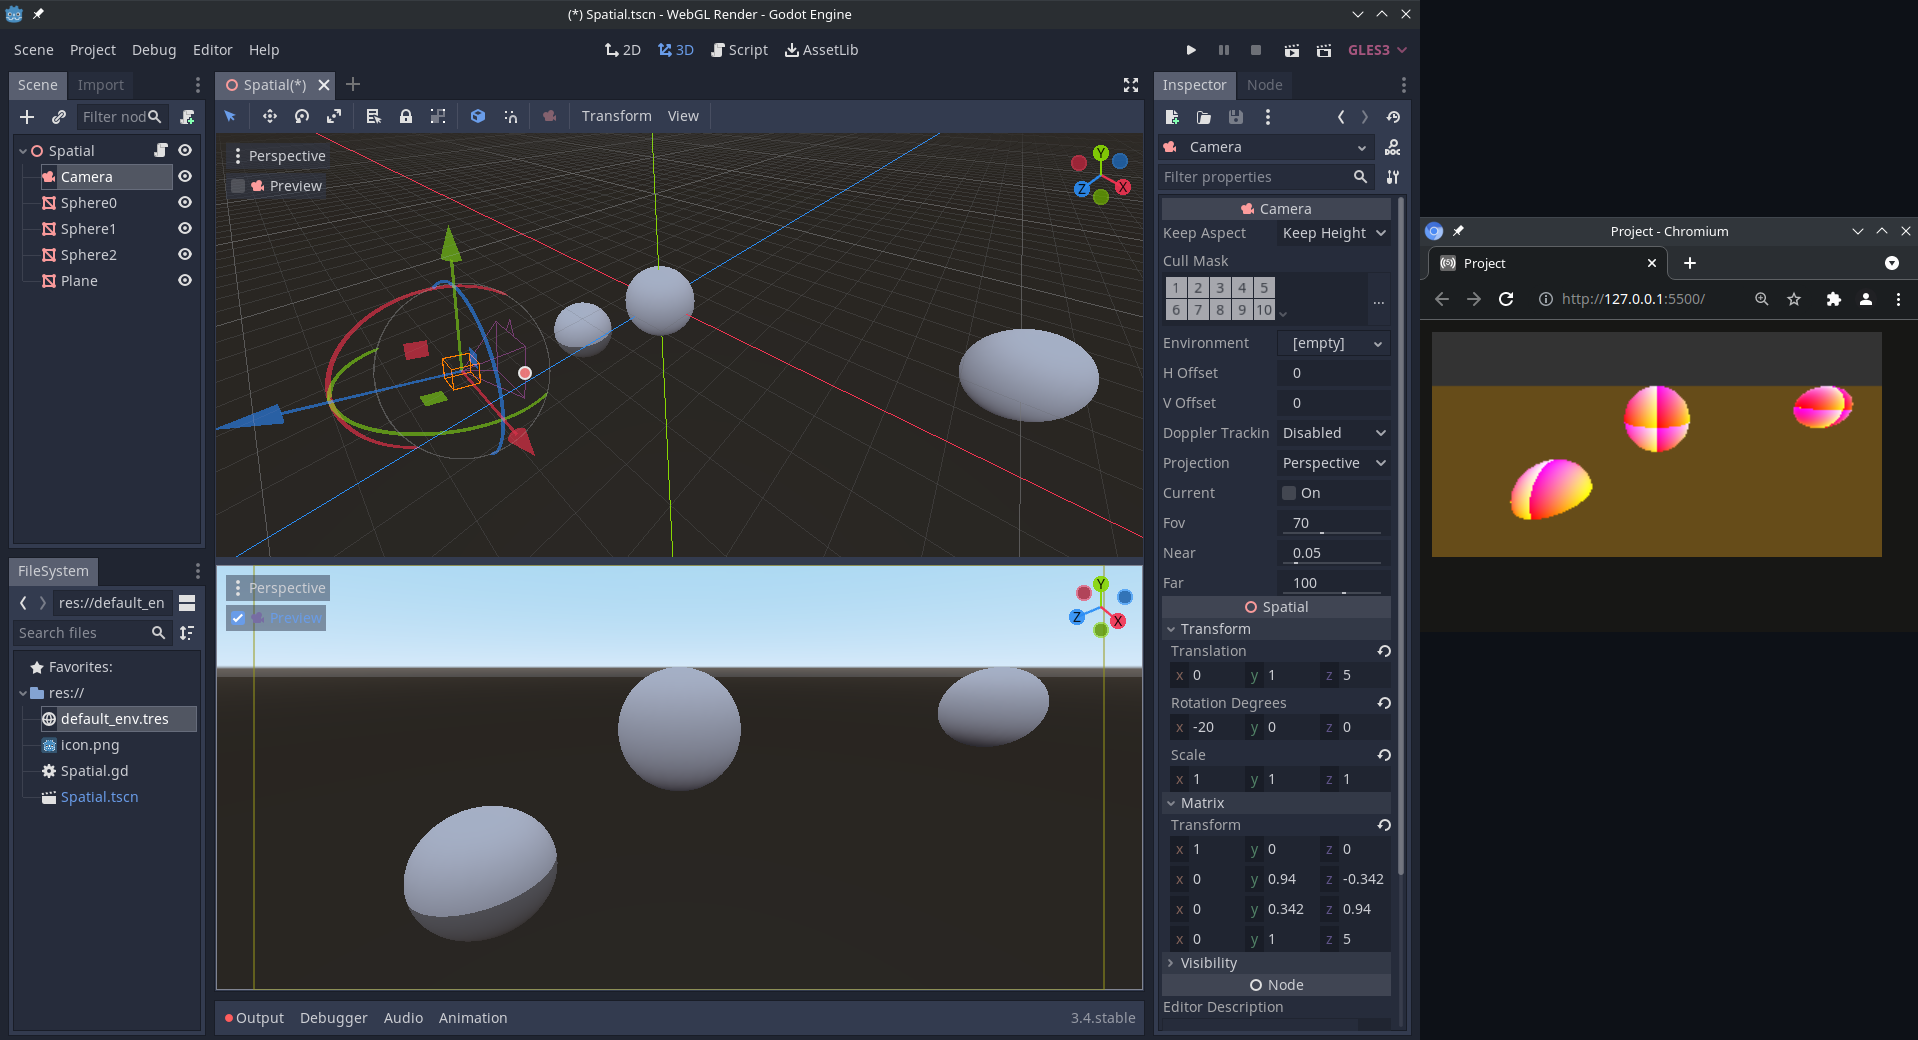 (*) Spatial.tscn - WebGL Render - Godot Engine
Scene Project Debug Editor Help
2D 3D Script AssetLib
GLES3
Scene Import
Filter nod
Spatial
Camera
Sphere0
Sphere1
Sphere2
Plane
FileSystem
res://default_en
Search files
Favorites:
res://
default_env.tres
icon.png
Spatial.gd
Spatial.tscn
Spatial(*)
Transform View
Perspective
Preview
Y
Z X
Perspective
Preview
Y
Z X
Output Debugger Audio Animation 3.4.stable
Inspector Node
Camera
DOC
Filter properties
Camera
Keep Aspect Keep Height
Cull Mask
1 2 3 4 5
6 7 8 9 10
...
Environment [empty]
H Offset 0
V Offset 0
Doppler Trackin Disabled
Projection Perspective
Current On
Fov 70
Near 0.05
Far 100
Spatial
Transform
Translation
x 0 y 1 z 5
Rotation Degrees
x -20 y 0 z 0
Scale
x 1 y 1 z 1
Matrix
Transform
x 1 y 0 z 0
x 0 y 0.94 z -0.342
x 0 y 0.342 z 0.94
x 0 y 1 z 5
Visibility
Node
Editor Description
Project - Chromium
Project
http://127.0.0.1:5500/